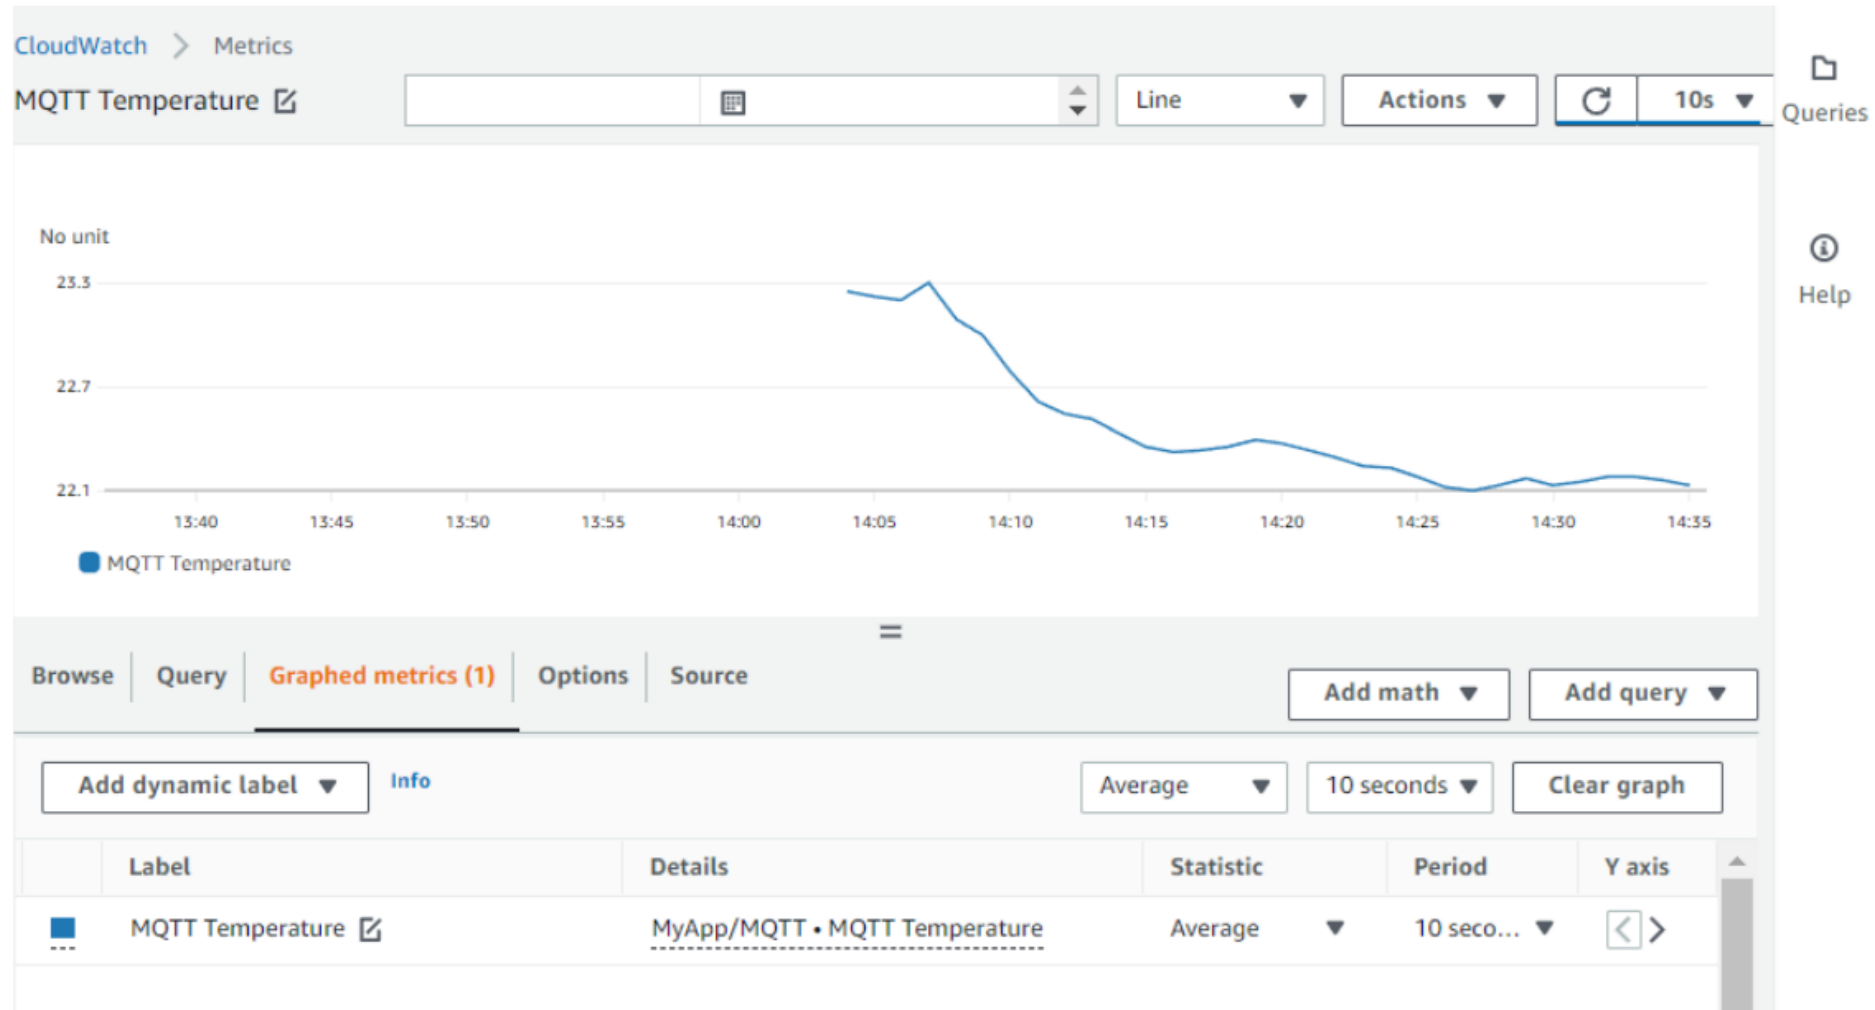 CloudWatch > Metrics
MQTT Temperature
Line
Actions
10s
Queries
Help
No unit
23.3
22.7
22.1
13:40 13:45 13:50 13:55 14:00 14:05 14:10 14:15 14:20 14:25 14:30 14:35
MQTT Temperature
Browse Query Graphed metrics (1) Options Source
Add math Add query
Add dynamic label Info Average 10 seconds Clear graph
Label Details Statistic Period Y axis
MQTT Temperature MyApp/MQTT • MQTT Temperature Average 10 seco... < >